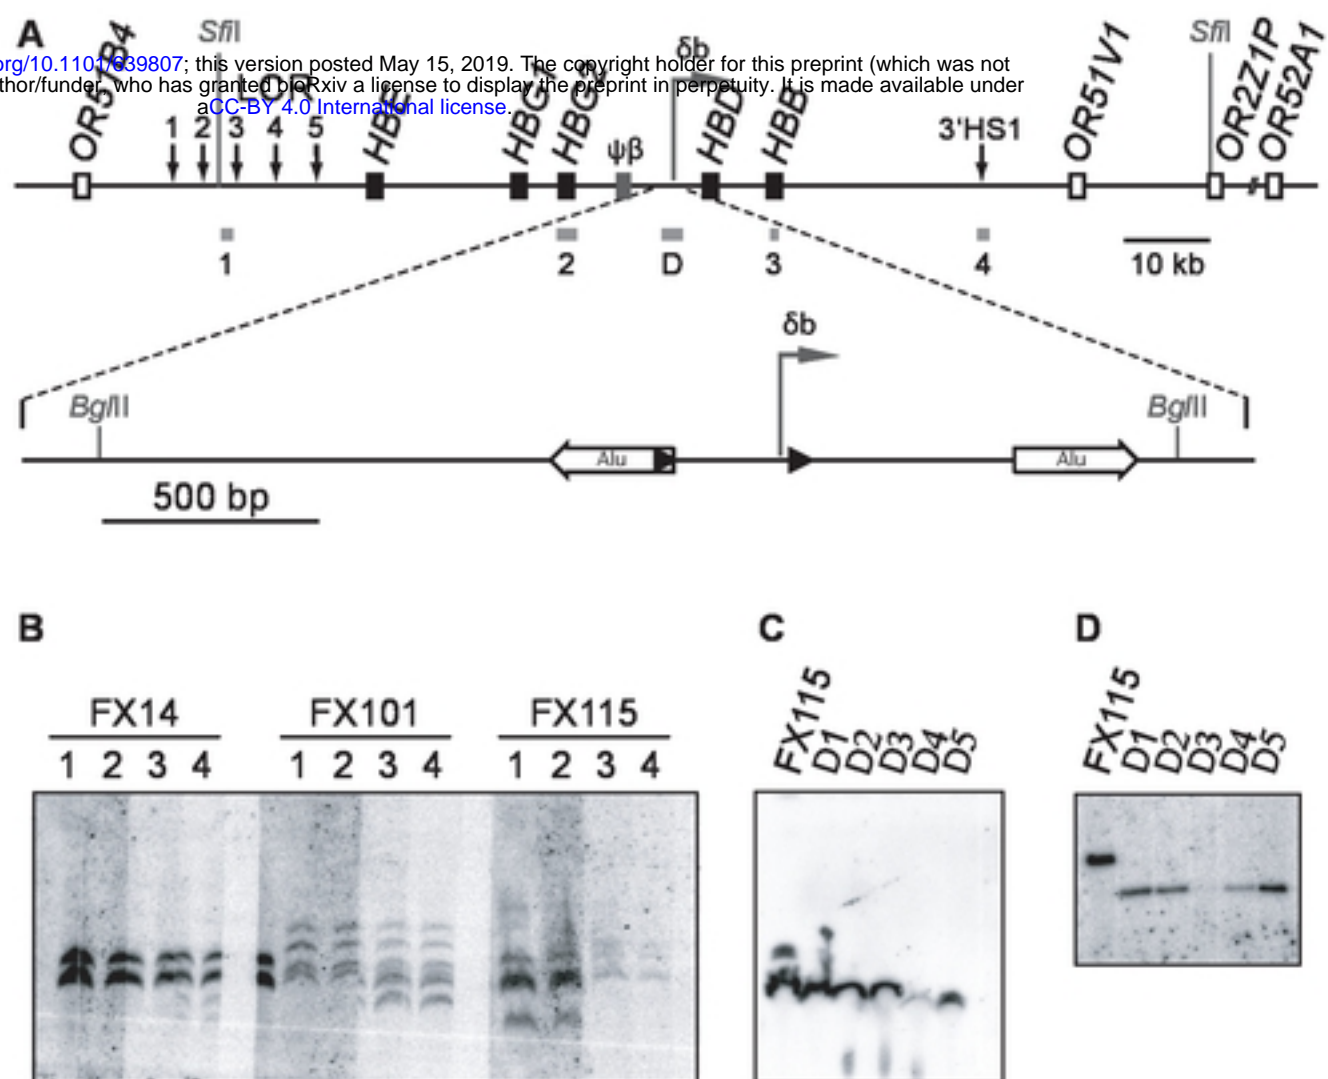 A
OR51B4
SfiI
LCR
HBE
HBG1
HBG2
ψβ
δb
HBD
HBB
3'HS1
OR51V1
SfiI
OR2Z1P
OR52A1
org/10.1101/639807; this version posted May 15, 2019. The copyright holder for this preprint (which was not
thor/funder, who has granted bioRxiv a license to display the preprint in perpetuity. It is made available under
aCC-BY 4.0 International license.
1 2 3 4 5
1 2 D 3 4
10 kb
δb
BglII
BglII
Alu
Alu
500 bp
B
FX14 FX101 FX115
1 2 3 4 1 2 3 4 1 2 3 4
C
FX115 D1 D2 D3 D4 D5
D
FX115 D1 D2 D3 D4 D5